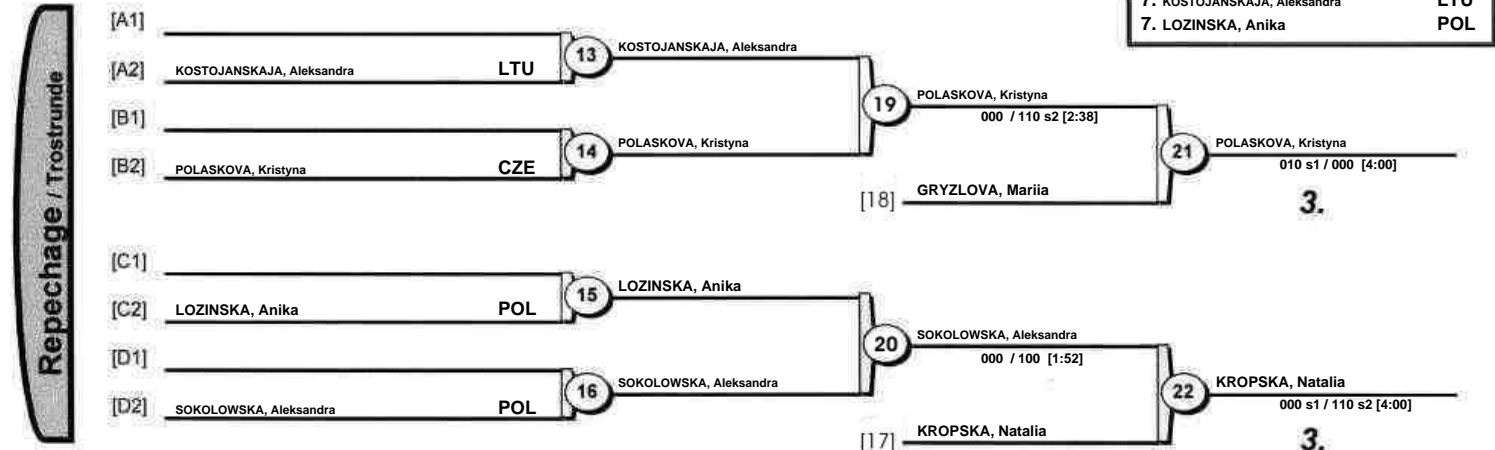 7. KOSTOJANSKAJA, Aleksandra LTU
7. LOZINSKA, Anika POL
Repechage / Trostrunde
[A1]
[A2] KOSTOJANSKAJA, Aleksandra LTU
13 KOSTOJANSKAJA, Aleksandra
[B1]
[B2] POLASKOVA, Kristyna CZE
14 POLASKOVA, Kristyna
19 POLASKOVA, Kristyna
000 / 110 s2 [2:38]
[18] GRYZLOVA, Mariia
21 POLASKOVA, Kristyna
010 s1 / 000 [4:00]
3.
[C1]
[C2] LOZINSKA, Anika POL
15 LOZINSKA, Anika
[D1]
[D2] SOKOLOWSKA, Aleksandra POL
16 SOKOLOWSKA, Aleksandra
20 SOKOLOWSKA, Aleksandra
000 / 100 [1:52]
[17] KROPSKA, Natalia
22 KROPSKA, Natalia
000 s1 / 110 s2 [4:00]
3.